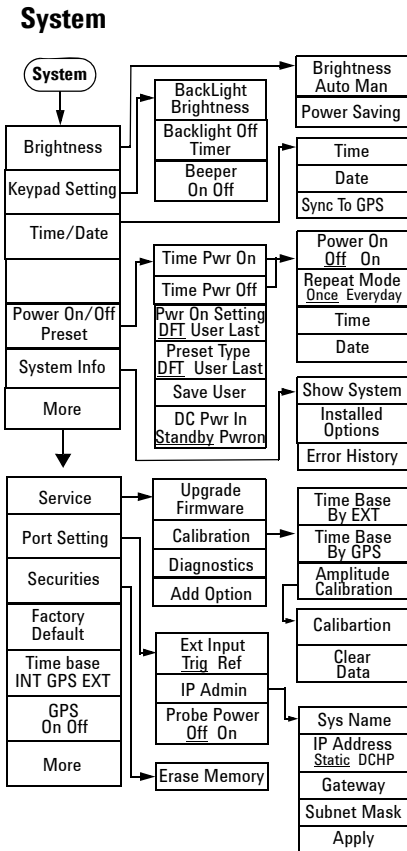 System
System
Brightness
Keypad Setting
Time/Date
Power On/Off
Preset
System Info
More
BackLight
Brightness
Backlight Off
Timer
Beeper
On Off
Brightness
Auto Man
Power Saving
Time
Date
Sync To GPS
Time Pwr On
Time Pwr Off
Pwr On Setting
DFT User Last
Preset Type
DFT User Last
Save User
DC Pwr In
Standby Pwron
Power On
Off On
Repeat Mode
Once Everyday
Time
Date
Show System
Installed
Options
Error History
Service
Port Setting
Securities
Factory
Default
Time base
INT GPS EXT
GPS
On Off
More
Upgrade
Firmware
Calibration
Diagnostics
Add Option
Time Base
By EXT
Time Base
By GPS
Amplitude
Calibration
Calibartion
Clear
Data
Ext Input
Trig Ref
IP Admin
Probe Power
Off On
Erase Memory
Sys Name
IP Address
Static DCHP
Gateway
Subnet Mask
Apply